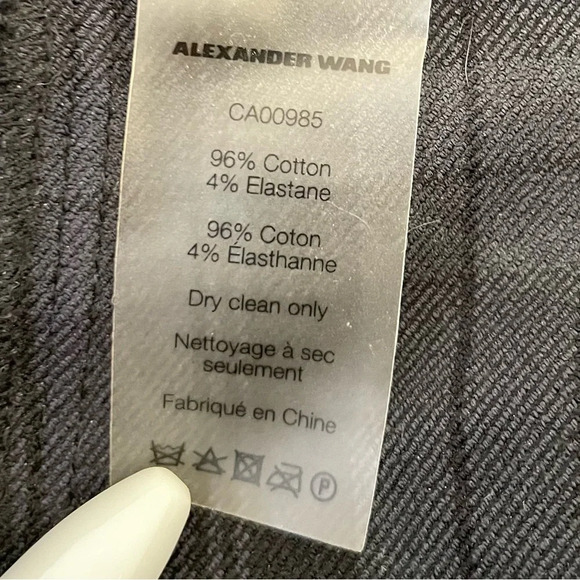 ALEXANDER WANG
CA00985
96% Cotton
4% Elastane
96% Coton
4% Élasthanne
Dry clean only
Nettoyage à sec
seulement
Fabriqué en Chine
P